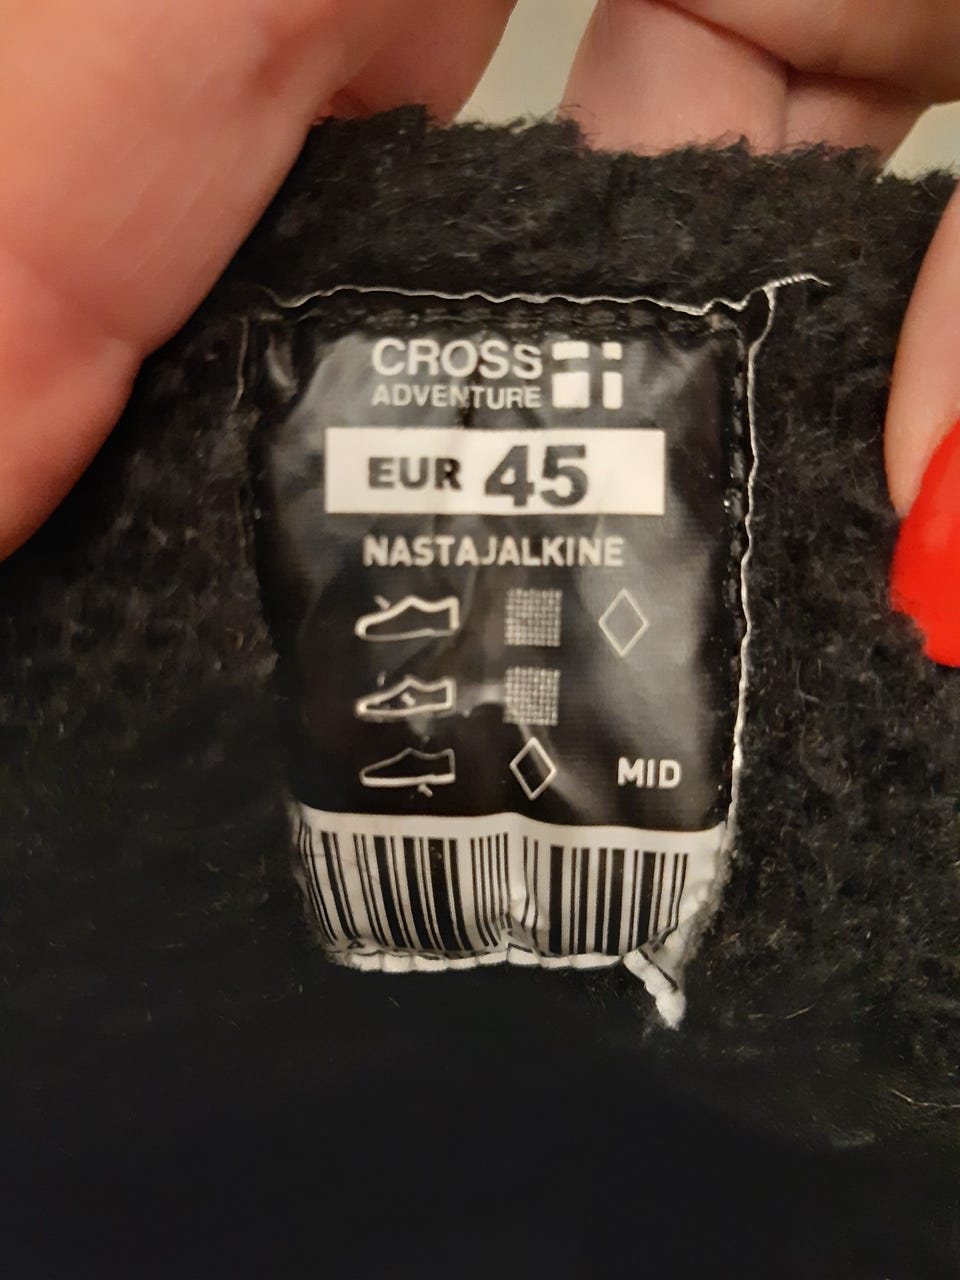 CROSS
ADVENTURE
EUR 45
NASTAJALKINE
MID